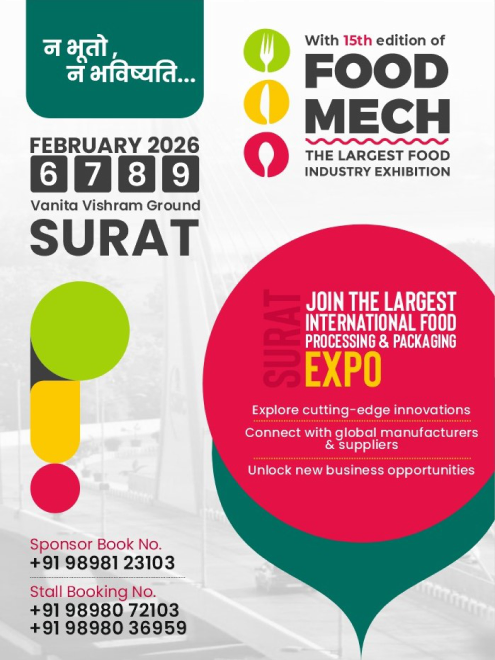 न भूतो ,
न भविष्यति...
With 15th edition of
FOOD
MECH
THE LARGEST FOOD
INDUSTRY EXHIBITION
FEBRUARY 2026
6 7 8 9
Vanita Vishram Ground
SURAT
SURAT
JOIN THE LARGEST
INTERNATIONAL FOOD
PROCESSING & PACKAGING
EXPO
Explore cutting-edge innovations
Connect with global manufacturers
& suppliers
Unlock new business opportunities
Sponsor Book No.
+91 98981 23103
Stall Booking No.
+91 98980 72103
+91 98980 36959